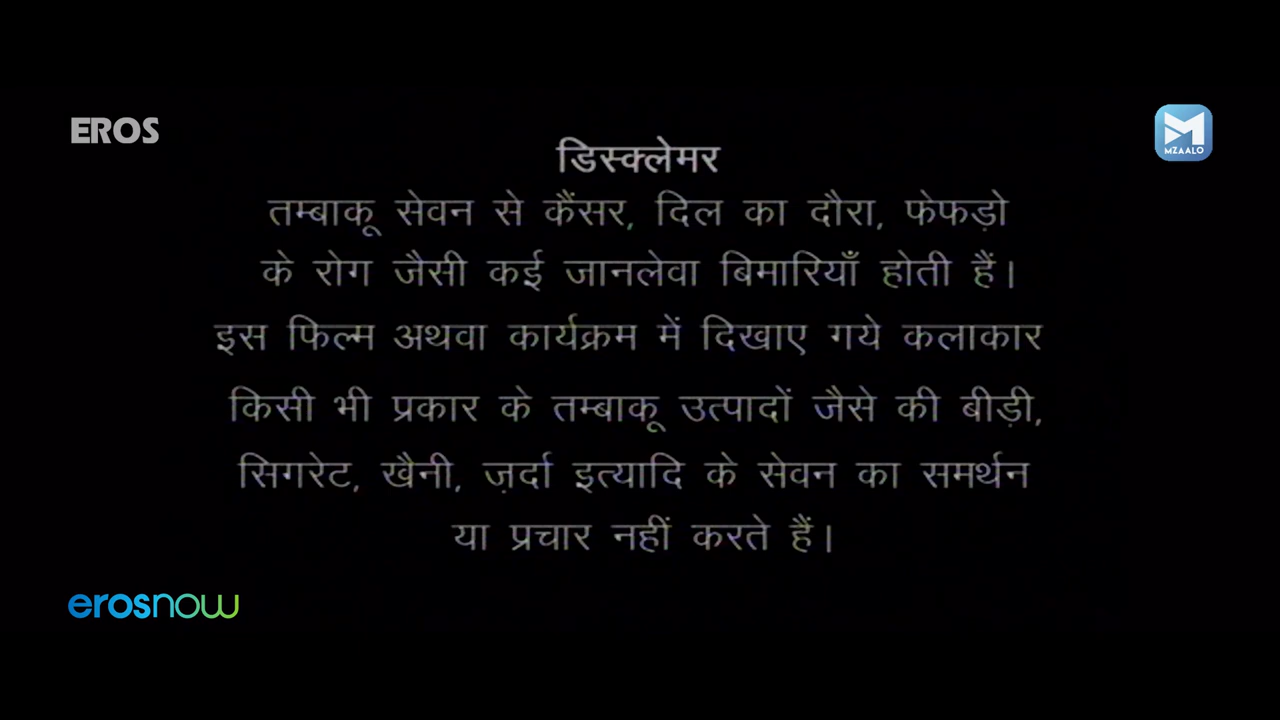 EROS
MZAALO
डिस्क्लेमर
तम्बाकू सेवन से कैंसर, दिल का दौरा, फेफड़ो
के रोग जैसी कई जानलेवा बिमारियाँ होती हैं।
इस फिल्म अथवा कार्यक्रम में दिखाए गये कलाकार
किसी भी प्रकार के तम्बाकू उत्पादों जैसे की बीड़ी,
सिगरेट, खैनी, ज़र्दा इत्यादि के सेवन का समर्थन
या प्रचार नहीं करते हैं।
erosnow